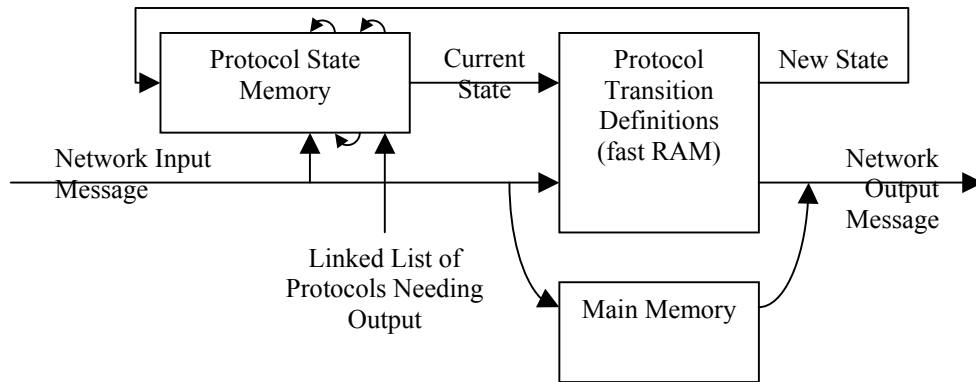 Protocol State
Memory
Current
State
Protocol
Transition
Definitions
(fast RAM)
New State
Network Input
Message
Network
Output
Message
Linked List of
Protocols Needing
Output
Main Memory